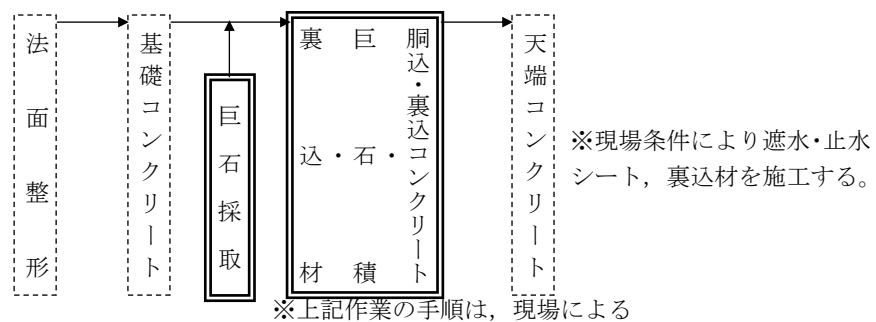 法面整形
基礎コンクリート
巨石採取
胴込・裏込コンクリート
・
巨石積
・
裏込材
天端コンクリート
※現場条件により遮水・止水
シート，裏込材を施工する。
※上記作業の手順は，現場による